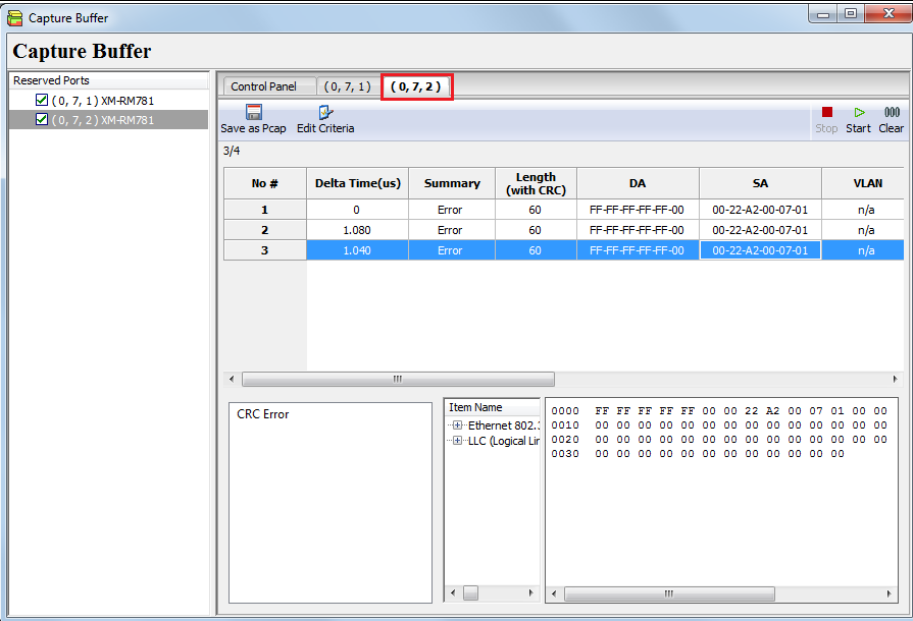 Capture Buffer
Capture Buffer
Reserved Ports
( 0, 7, 1 ) XM-RM781
( 0, 7, 2 ) XM-RM781
Control Panel ( 0, 7, 1 ) ( 0, 7, 2 )
Save as Pcap Edit Criteria Stop Start Clear
3/4
No # Delta Time(us) Summary Length (with CRC) DA SA VLAN
1 0 Error 60 FF-FF-FF-FF-FF-00 00-22-A2-00-07-01 n/a
2 1.080 Error 60 FF-FF-FF-FF-FF-00 00-22-A2-00-07-01 n/a
3 1.040 Error 60 FF-FF-FF-FF-FF-00 00-22-A2-00-07-01 n/a
CRC Error
Item Name
Ethernet 802.:
LLC (Logical Lir
0000 FF FF FF FF FF 00 00 22 A2 00 07 01 00 00
0010 00 00 00 00 00 00 00 00 00 00 00 00 00 00
0020 00 00 00 00 00 00 00 00 00 00 00 00 00 00
0030 00 00 00 00 00 00 00 00 00 00 00 00